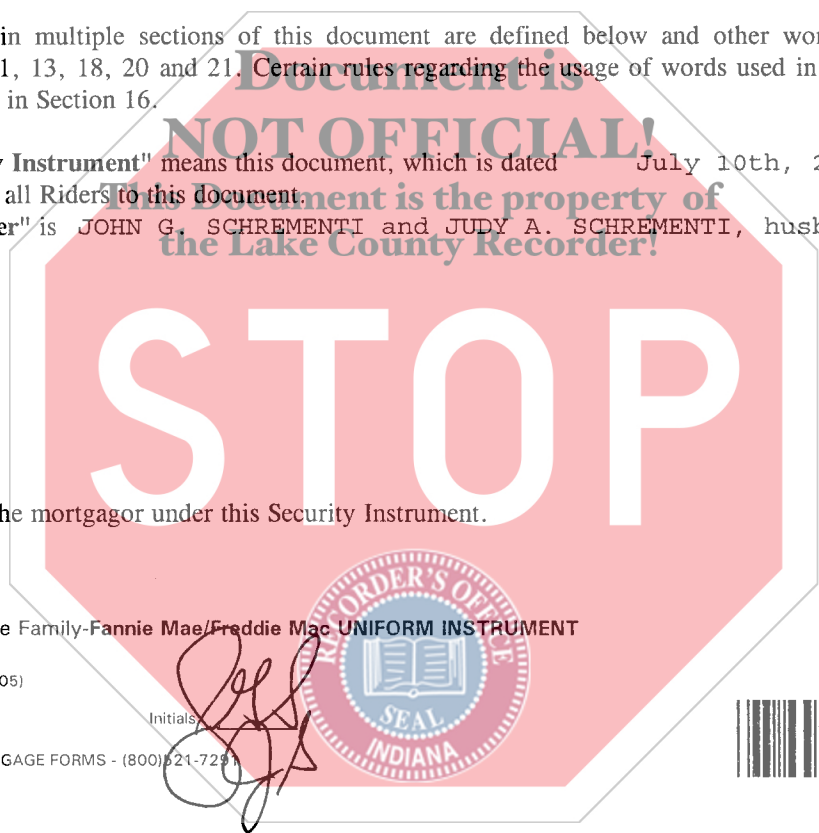 in multiple sections of this document are defined below and other wor
1, 13, 18, 20 and 21. Certain rules regarding the usage of words used in
in Section 16.
Document is
NOT OFFICIAL!
This Document is the property of
the Lake County Recorder!
Instrument" means this document, which is dated July 10th, 2
all Riders to this document.
er" is JOHN G. SCHREMENTI and JUDY A. SCHREMENTI, husb
STOP
he mortgagor under this Security Instrument.
RECORDER'S OFFICE
SEAL
INDIANA
e Family-Fannie Mae/Freddie Mac UNIFORM INSTRUMENT
05)
Initials
GAGE FORMS - (800)521-7291